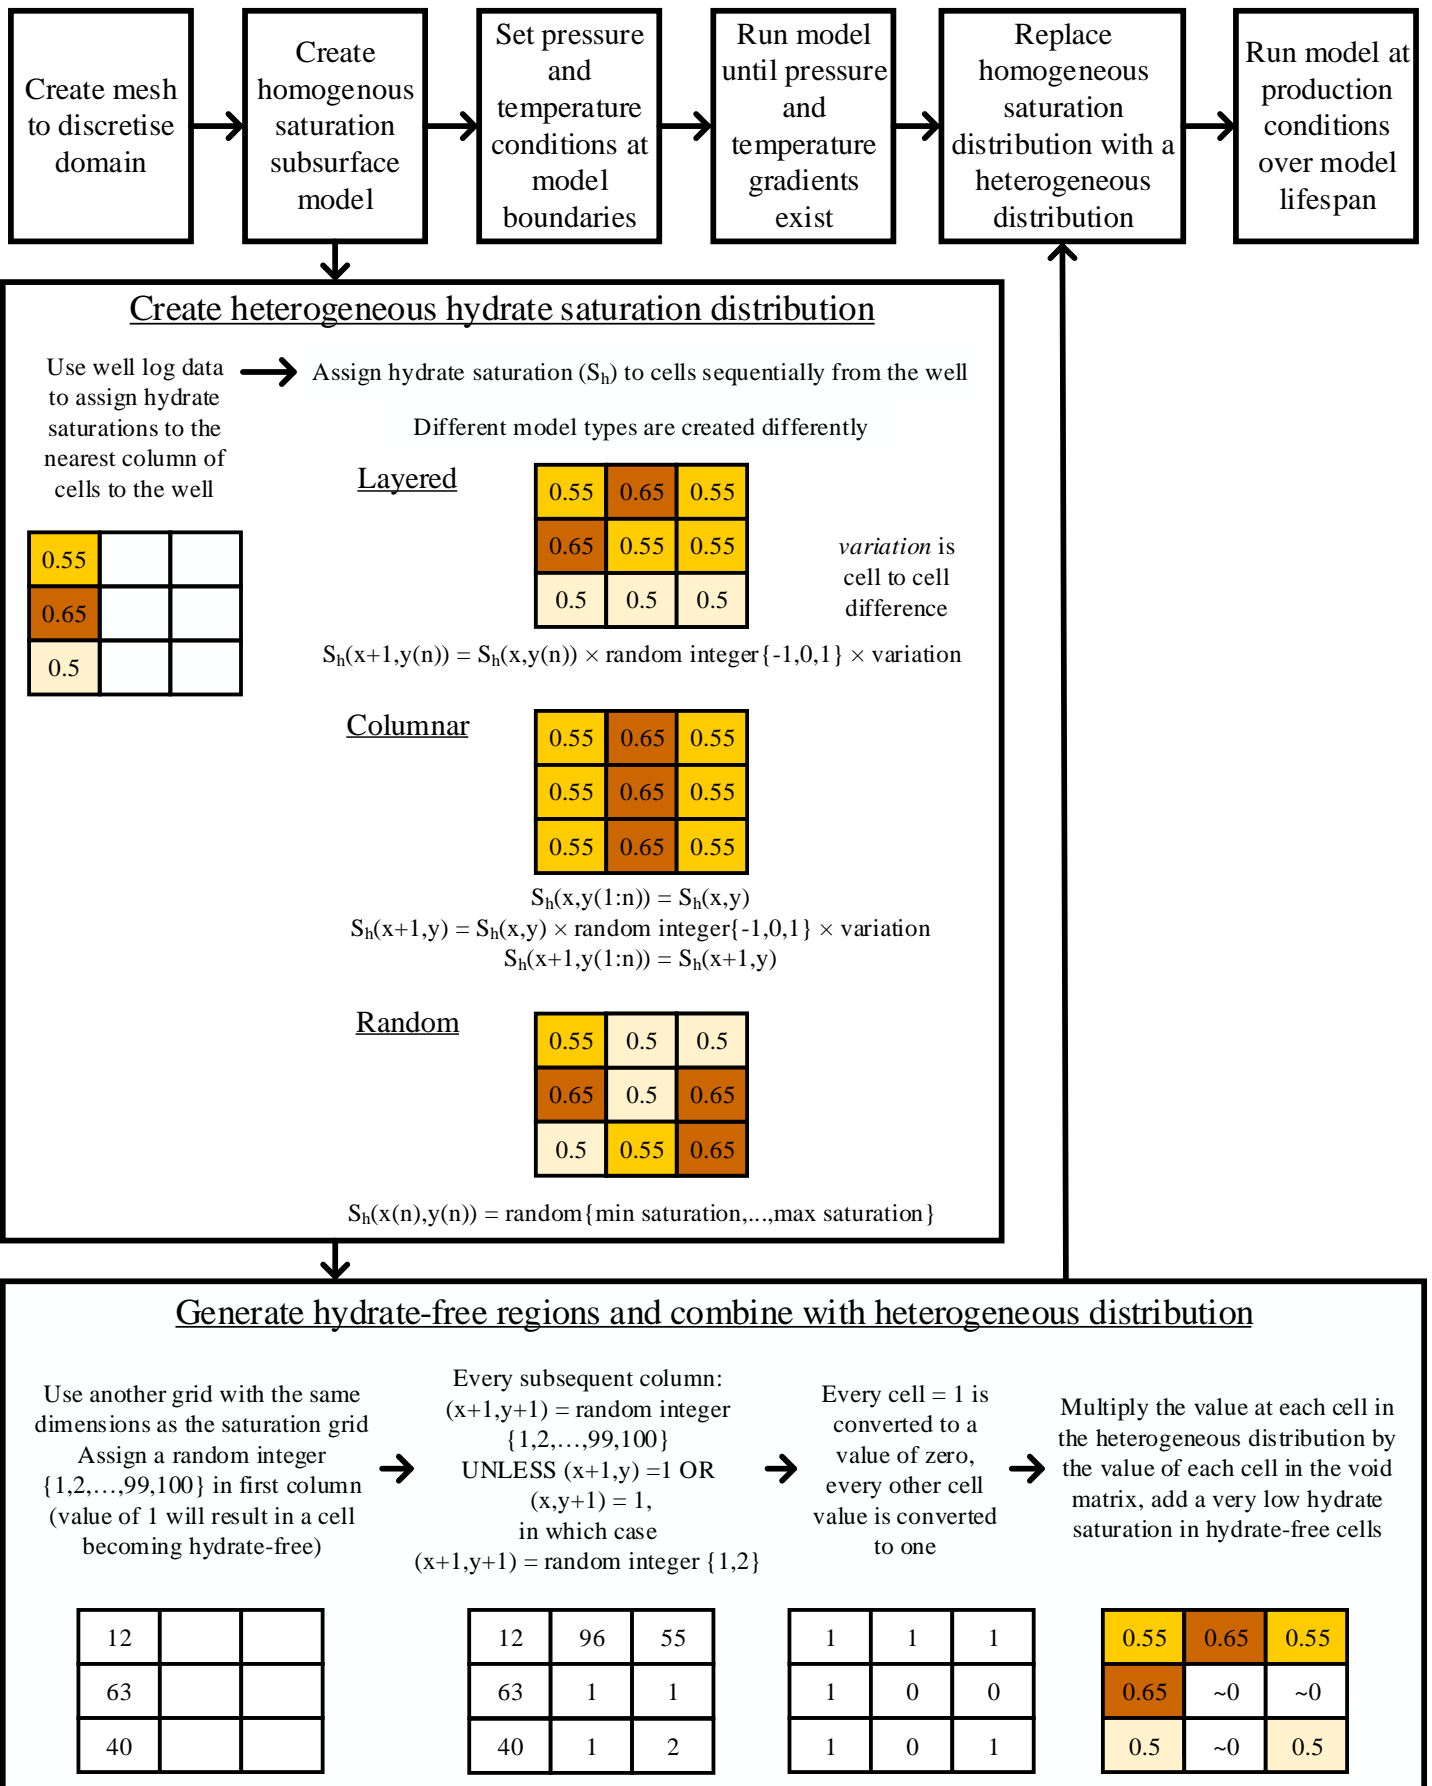 Create mesh
to discretise
domain
Create
homogenous
saturation
subsurface
model
Set pressure
and
temperature
conditions at
model
boundaries
Run model
until pressure
and
temperature
gradients
exist
Replace
homogeneous
saturation
distribution with a
heterogeneous
distribution
Run model at
production
conditions
over model
lifespan
Create heterogeneous hydrate saturation distribution
Use well log data
to assign hydrate
saturations to the
nearest column of
cells to the well
0.55
0.65
0.5
Assign hydrate saturation (Sₕ) to cells sequentially from the well
Different model types are created differently
Layered
0.55 0.65 0.55
0.65 0.55 0.55
0.5 0.5 0.5
variation is
cell to cell
difference
Sₕ(x+1,y(n)) = Sₕ(x,y(n)) × random integer{-1,0,1} × variation
Columnar
0.55 0.65 0.55
0.55 0.65 0.55
0.55 0.65 0.55
Sₕ(x,y(1:n)) = Sₕ(x,y)
Sₕ(x+1,y) = Sₕ(x,y) × random integer{-1,0,1} × variation
Sₕ(x+1,y(1:n)) = Sₕ(x+1,y)
Random
0.55 0.5 0.5
0.65 0.5 0.65
0.5 0.55 0.65
Sₕ(x(n),y(n)) = random{min saturation,...,max saturation}
Generate hydrate-free regions and combine with heterogeneous distribution
Use another grid with the same
dimensions as the saturation grid
Assign a random integer
{1,2,…,99,100} in first column
(value of 1 will result in a cell
becoming hydrate-free)
12
63
40
Every subsequent column:
(x+1,y+1) = random integer
{1,2,…,99,100}
UNLESS (x+1,y) =1 OR
(x,y+1) = 1,
in which case
(x+1,y+1) = random integer {1,2}
12 96 55
63 1 1
40 1 2
Every cell = 1 is
converted to a
value of zero,
every other cell
value is converted
to one
1 1 1
1 0 0
1 0 1
Multiply the value at each cell in
the heterogeneous distribution by
the value of each cell in the void
matrix, add a very low hydrate
saturation in hydrate-free cells
0.55 0.65 0.55
0.65 ~0 ~0
0.5 ~0 0.5